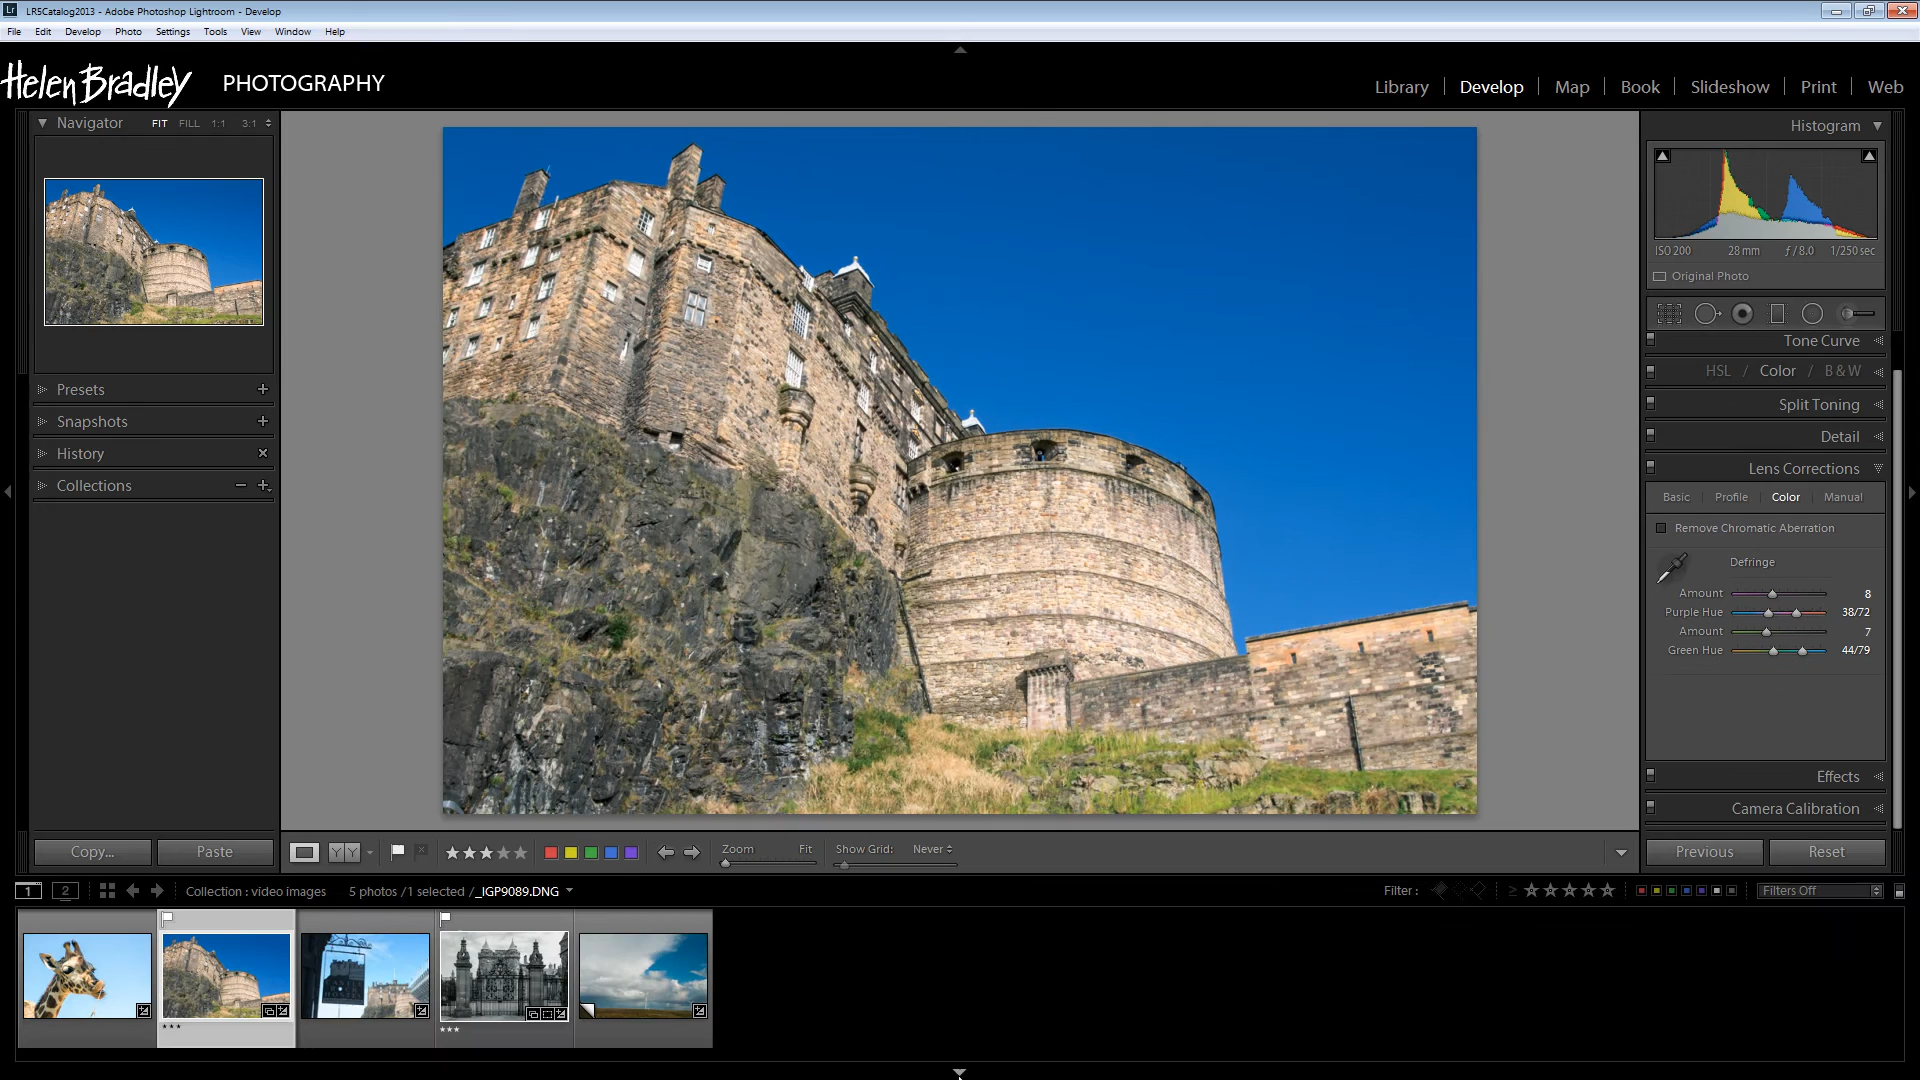 LR5Catalog2013 - Adobe Photoshop Lightroom - Develop
File Edit Develop Photo Settings Tools View Window Help
Helen Bradley PHOTOGRAPHY
Library | Develop | Map | Book | Slideshow | Print | Web
Navigator FIT FILL 1:1 3:1
Presets
Snapshots
History
Collections
Copy... Paste
Histogram
ISO 200 28 mm ƒ / 8.0 1/250 sec
Original Photo
Tone Curve
HSL / Color / B & W
Split Toning
Detail
Lens Corrections
Basic Profile Color Manual
Remove Chromatic Aberration
Defringe
Amount 8
Purple Hue 38/72
Amount 7
Green Hue 44/79
Effects
Camera Calibration
Previous Reset
Y Y Zoom Fit Show Grid: Never
1 2 Collection : video images 5 photos / 1 selected / _IGP9089.DNG Filter : ≥ Filters Off